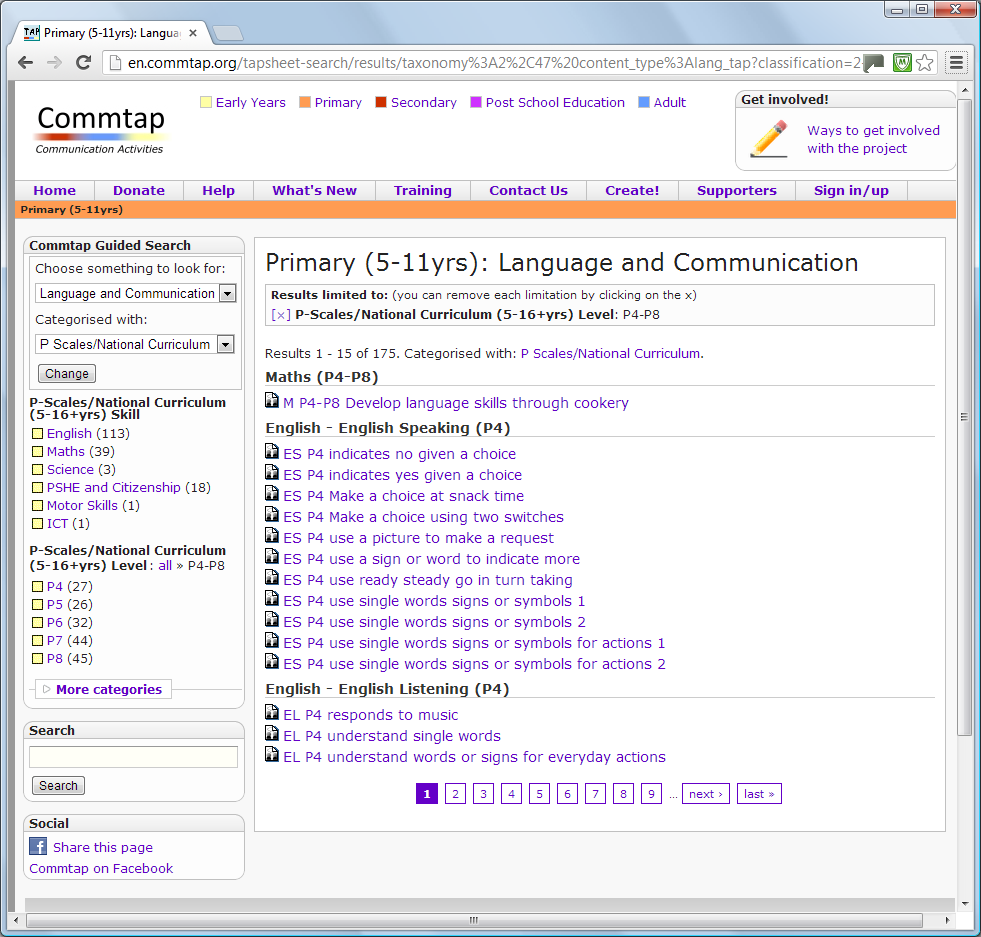 Primary (5-11yrs): Langua
en.commtap.org/tapsheet-search/results/taxonomy%3A2%2C47%20content_type%3Alang_tap?classification=2
Commtap
Communication Activities
Early Years Primary Secondary Post School Education Adult
Get involved!
Ways to get involved
with the project
Home Donate Help What's New Training Contact Us Create! Supporters Sign in/up
Primary (5-11yrs)
Commtap Guided Search
Choose something to look for:
Language and Communication
Categorised with:
P Scales/National Curriculum
Change
P-Scales/National Curriculum
(5-16+yrs) Skill
English (113)
Maths (39)
Science (3)
PSHE and Citizenship (18)
Motor Skills (1)
ICT (1)
P-Scales/National Curriculum
(5-16+yrs) Level: all » P4-P8
P4 (27)
P5 (26)
P6 (32)
P7 (44)
P8 (45)
More categories
Search
Search
Social
Share this page
Commtap on Facebook
Primary (5-11yrs): Language and Communication
Results limited to: (you can remove each limitation by clicking on the x)
[×] P-Scales/National Curriculum (5-16+yrs) Level: P4-P8
Results 1 - 15 of 175. Categorised with: P Scales/National Curriculum.
Maths (P4-P8)
M P4-P8 Develop language skills through cookery
English - English Speaking (P4)
ES P4 indicates no given a choice
ES P4 indicates yes given a choice
ES P4 Make a choice at snack time
ES P4 Make a choice using two switches
ES P4 use a picture to make a request
ES P4 use a sign or word to indicate more
ES P4 use ready steady go in turn taking
ES P4 use single words signs or symbols 1
ES P4 use single words signs or symbols 2
ES P4 use single words signs or symbols for actions 1
ES P4 use single words signs or symbols for actions 2
English - English Listening (P4)
EL P4 responds to music
EL P4 understand single words
EL P4 understand words or signs for everyday actions
1 2 3 4 5 6 7 8 9 ... next › last »